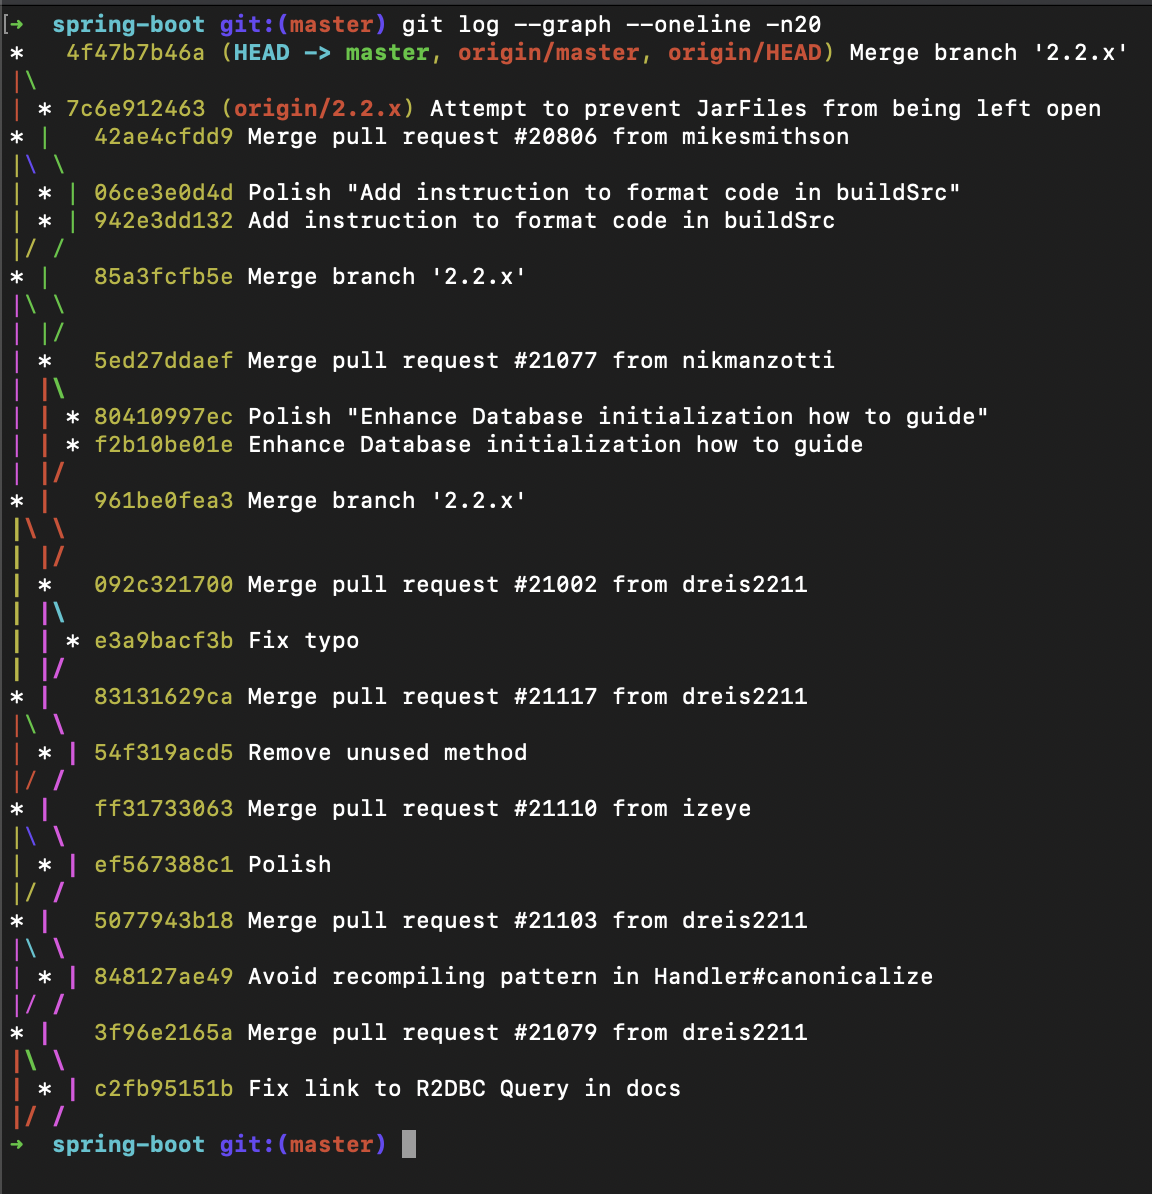 [➜  spring-boot git:(master) git log --graph --oneline -n20
*   4f47b7b46a (HEAD -> master, origin/master, origin/HEAD) Merge branch '2.2.x'
|\
| * 7c6e912463 (origin/2.2.x) Attempt to prevent JarFiles from being left open
* |   42ae4cfdd9 Merge pull request #20806 from mikesmithson
|\ \
| * | 06ce3e0d4d Polish "Add instruction to format code in buildSrc"
| * | 942e3dd132 Add instruction to format code in buildSrc
|/ /
* |   85a3fcfb5e Merge branch '2.2.x'
|\ \
| |/
| *   5ed27ddaef Merge pull request #21077 from nikmanzotti
| |\
| | * 80410997ec Polish "Enhance Database initialization how to guide"
| | * f2b10be01e Enhance Database initialization how to guide
| |/
* |   961be0fea3 Merge branch '2.2.x'
|\ \
| |/
| *   092c321700 Merge pull request #21002 from dreis2211
| |\
| | * e3a9bacf3b Fix typo
| |/
* |   83131629ca Merge pull request #21117 from dreis2211
|\ \
| * | 54f319acd5 Remove unused method
|/ /
* |   ff31733063 Merge pull request #21110 from izeye
|\ \
| * | ef567388c1 Polish
|/ /
* |   5077943b18 Merge pull request #21103 from dreis2211
|\ \
| * | 848127ae49 Avoid recompiling pattern in Handler#canonicalize
|/ /
* |   3f96e2165a Merge pull request #21079 from dreis2211
|\ \
| * | c2fb95151b Fix link to R2DBC Query in docs
|/ /
➜  spring-boot git:(master)